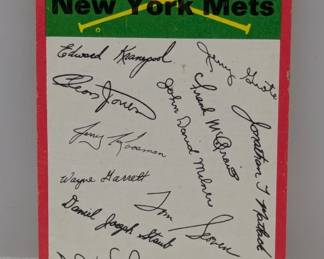 New York Mets
Edward Kranepool
Jerry Grote
Cleon Jones
Frank McGraw
John David Milner
Jonathan T Matlack
Jerry Koosman
Wayne Garrett
Tom Seaver
Daniel Joseph Staub